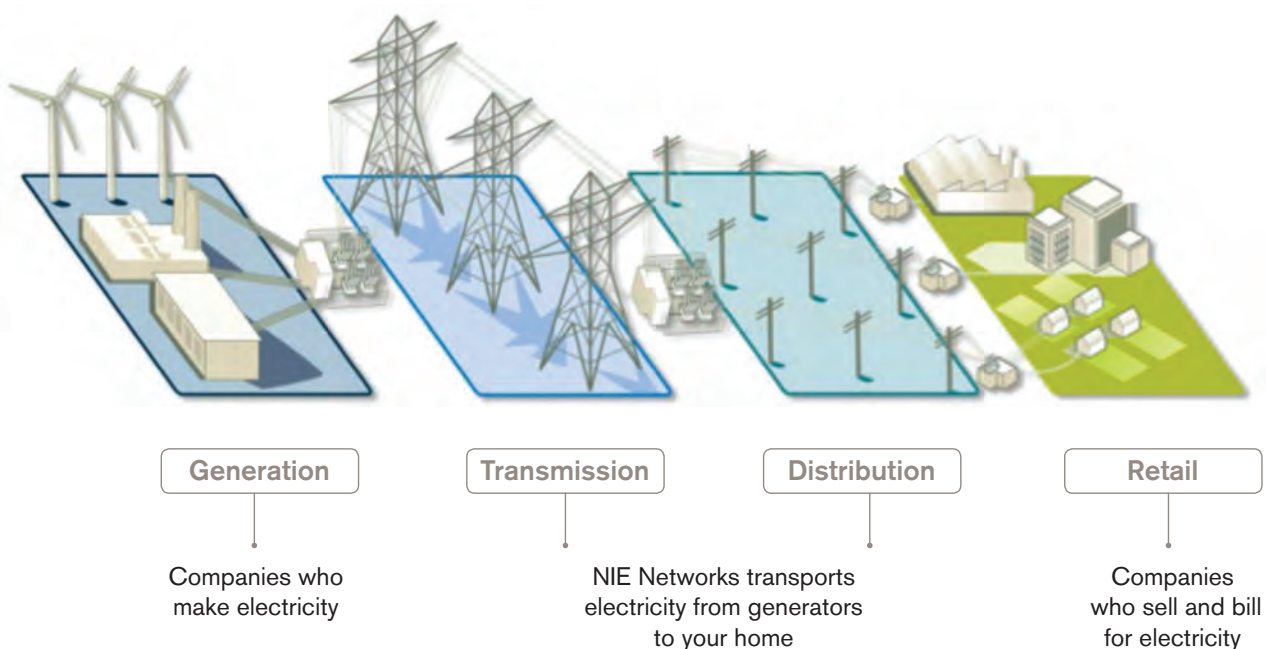 Generation
Transmission
Distribution
Retail
Companies who
make electricity
NIE Networks transports
electricity from generators
to your home
Companies
who sell and bill
for electricity